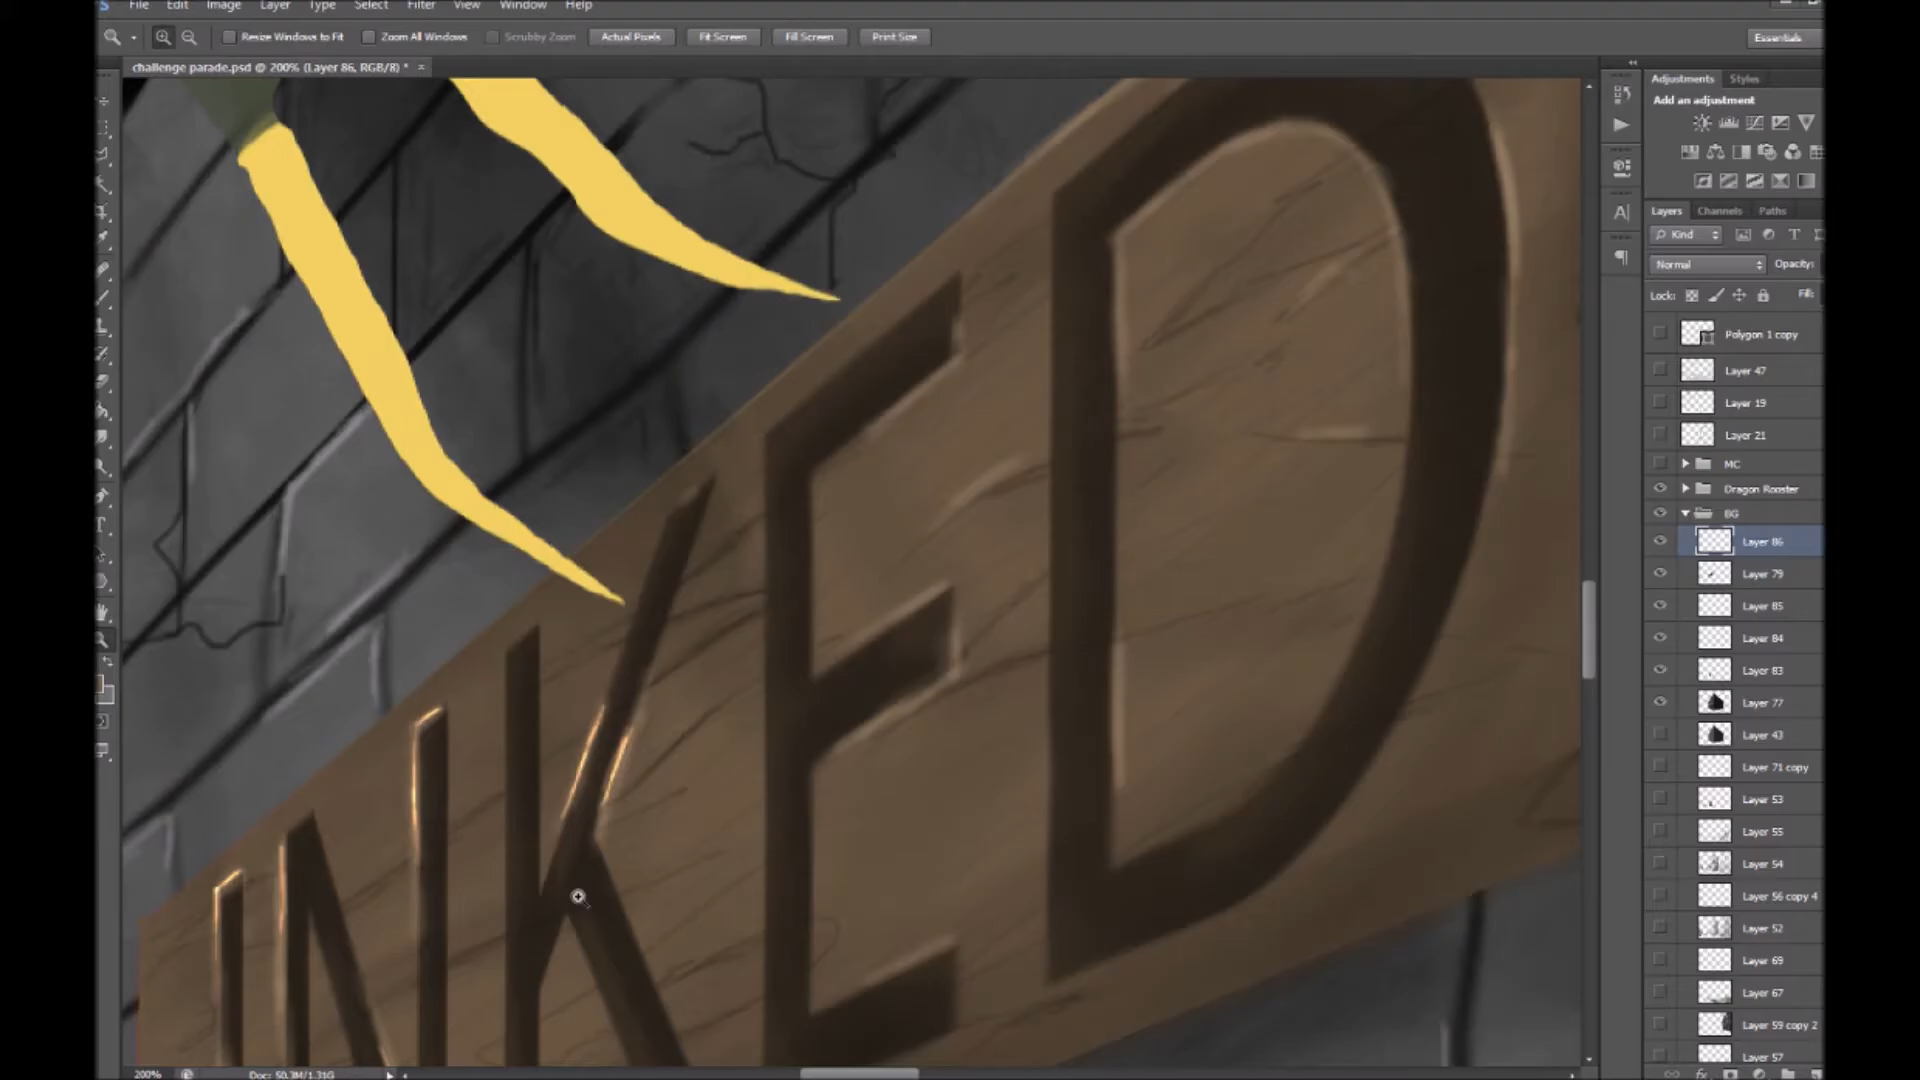 File Edit Image Layer Type Select Filter View Window Help
Resize Windows to Fit Zoom All Windows Scrubby Zoom Actual Pixels Fit Screen Fill Screen Print Size Essentials
challenge parade.psd @ 200% (Layer 86, RGB/8) * ×
Adjustments Styles
Add an adjustment
Layers Channels Paths
Kind
Normal Opacity:
Lock: Fill:
Polygon 1 copy
Layer 47
Layer 19
Layer 21
MC
Dragon Rooster
BG
Layer 86
Layer 79
Layer 85
Layer 84
Layer 83
Layer 77
Layer 43
Layer 71 copy
Layer 53
Layer 55
Layer 54
Layer 56 copy 4
Layer 52
Layer 69
Layer 67
Layer 59 copy 2
Layer 57
INKED
200% Doc: 50.3M/1.31G